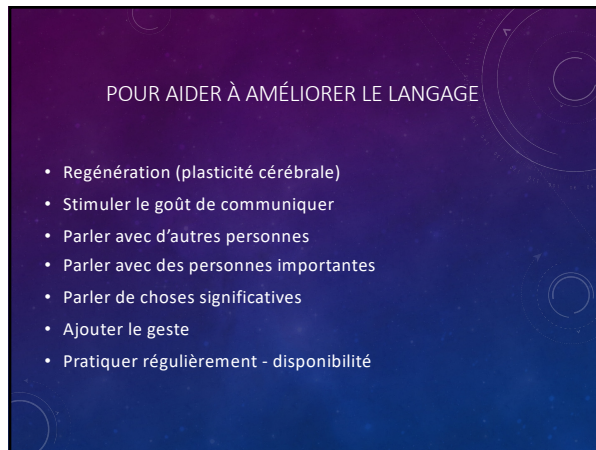 POUR AIDER À AMÉLIORER LE LANGAGE
• Regénération (plasticité cérébrale)
• Stimuler le goût de communiquer
• Parler avec d'autres personnes
• Parler avec des personnes importantes
• Parler de choses significatives
• Ajouter le geste
• Pratiquer régulièrement - disponibilité